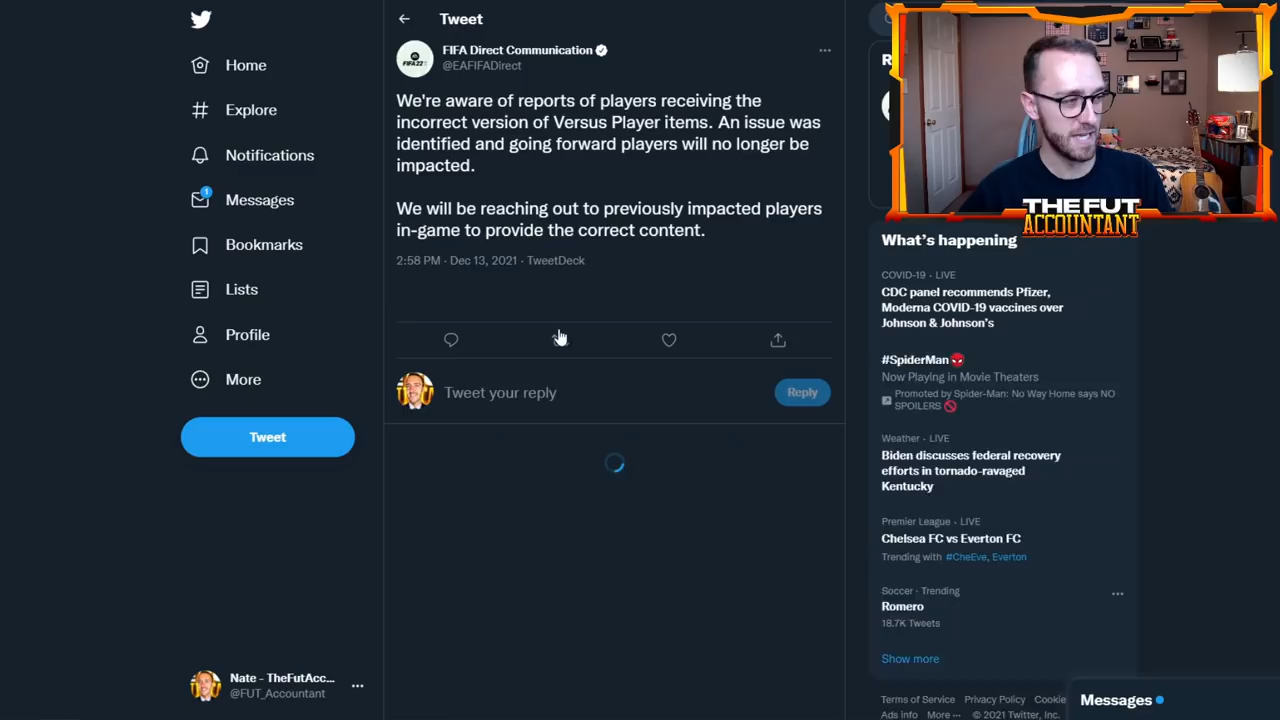 Home
Explore
Notifications
1
Messages
Bookmarks
Lists
Profile
More
Tweet
Nate - TheFutAcc...
@FUT_Accountant
Tweet
FIFA 22
FIFA Direct Communication
@EAFIFADirect
We're aware of reports of players receiving the
incorrect version of Versus Player items. An issue was
identified and going forward players will no longer be
impacted.
We will be reaching out to previously impacted players
in-game to provide the correct content.
2:58 PM · Dec 13, 2021 · TweetDeck
Tweet your reply
Reply
THE FUT
ACCOUNTANT
What's happening
COVID-19 · LIVE
CDC panel recommends Pfizer,
Moderna COVID-19 vaccines over
Johnson & Johnson's
#SpiderMan
Now Playing in Movie Theaters
Promoted by Spider-Man: No Way Home says NO
SPOILERS
Weather · LIVE
Biden discusses federal recovery
efforts in tornado-ravaged
Kentucky
Premier League · LIVE
Chelsea FC vs Everton FC
Trending with #CheEve, Everton
Soccer · Trending
Romero
18.7K Tweets
Show more
Terms of Service Privacy Policy Cookie
Ads info More ··· © 2021 Twitter, Inc.
Messages